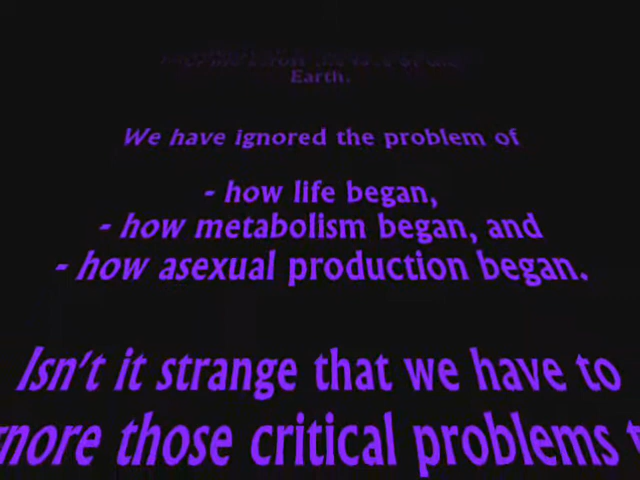 Earth.
We have ignored the problem of
- how life began,
- how metabolism began, and
- how asexual production began.
Isn't it strange that we have to
those critical problems